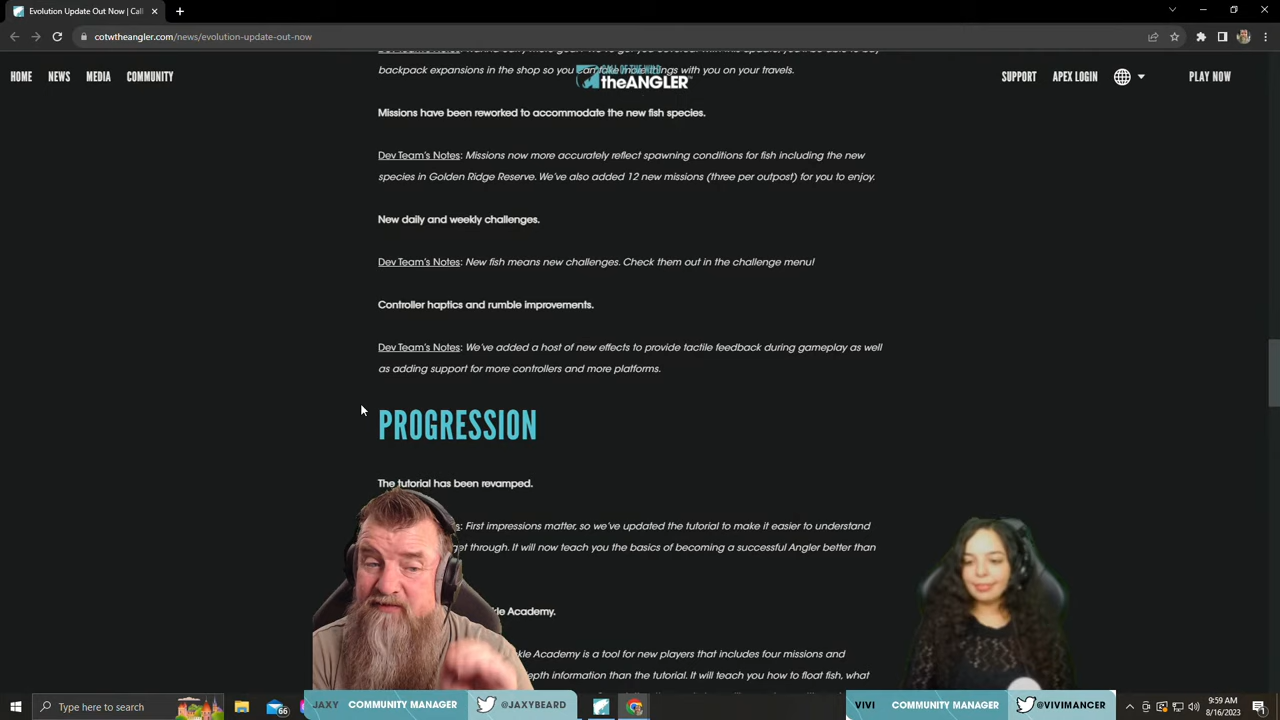 Evolution Update Out Now | Call
cotwtheangler.com/news/evolution-update-out-now
backpack expansions in the shop so you can take more things with you on your travels.
HOME NEWS MEDIA COMMUNITY
theANGLER
SUPPORT APEX LOGIN PLAY NOW
Missions have been reworked to accommodate the new fish species.
Dev Team's Notes: Missions now more accurately reflect spawning conditions for fish including the new
species in Golden Ridge Reserve. We've also added 12 new missions (three per outpost) for you to enjoy.
New daily and weekly challenges.
Dev Team's Notes: New fish means new challenges. Check them out in the challenge menu!
Controller haptics and rumble improvements.
Dev Team's Notes: We've added a host of new effects to provide tactile feedback during gameplay as well
as adding support for more controllers and more platforms.
PROGRESSION
The tutorial has been revamped.
s: First impressions matter, so we've updated the tutorial to make it easier to understand
get through. It will now teach you the basics of becoming a successful Angler better than
kle Academy.
kle Academy is a tool for new players that includes four missions and
epth information than the tutorial. It will teach you how to float fish, what
Type here to search
66
JAXY COMMUNITY MANAGER @JAXYBEARD
VIVI COMMUNITY MANAGER @VIVIMANCER
9:59 AM
8/16/2023